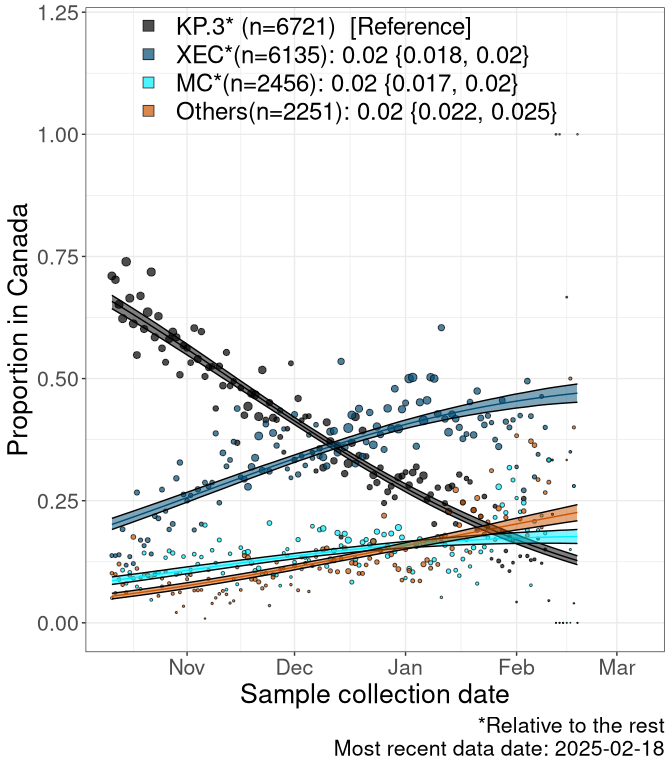 KP.3* (n=6721)  [Reference]
XEC*(n=6135): 0.02 {0.018, 0.02}
MC*(n=2456): 0.02 {0.017, 0.02}
Others(n=2251): 0.02 {0.022, 0.025}
1.25
1.00
0.75
0.50
0.25
0.00
Proportion in Canada
Nov Dec Jan Feb Mar
Sample collection date
*Relative to the rest
Most recent data date: 2025-02-18